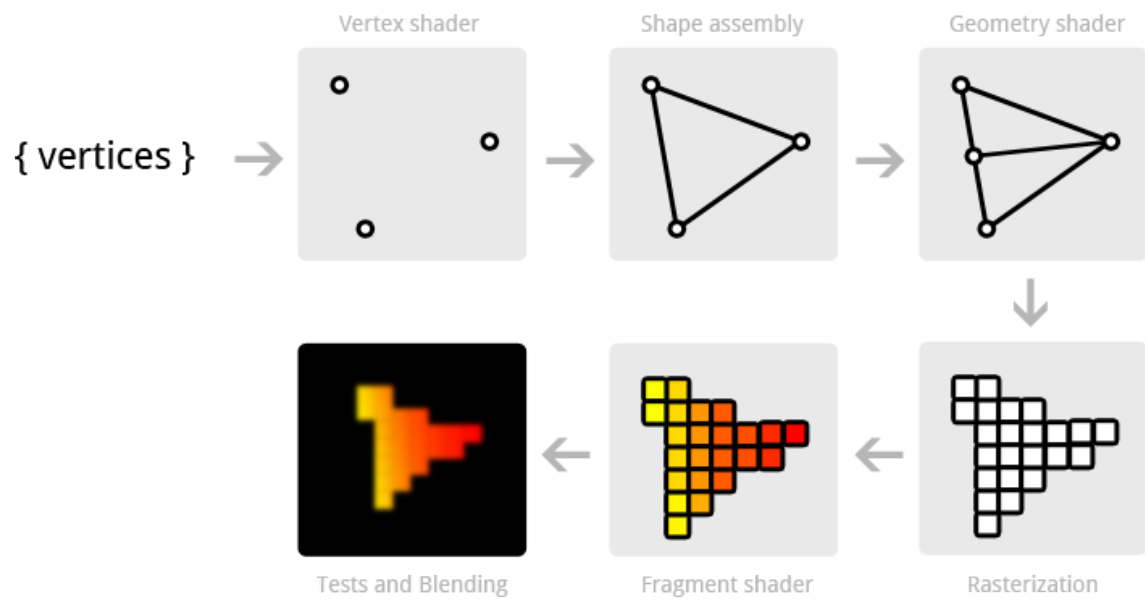 Vertex shader
Shape assembly
Geometry shader
{ vertices }
Tests and Blending
Fragment shader
Rasterization